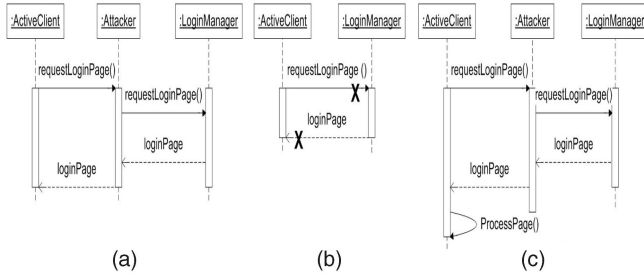 :ActiveClient :Attacker :LoginManager
requestLoginPage()
requestLoginPage()
loginPage
loginPage
(a)
:ActiveClient :LoginManager
requestLoginPage ()
X
loginPage
X
(b)
:ActiveClient :Attacker :LoginManager
requestLoginPage()
requestLoginPage()
loginPage
loginPage
ProcessPage()
(c)